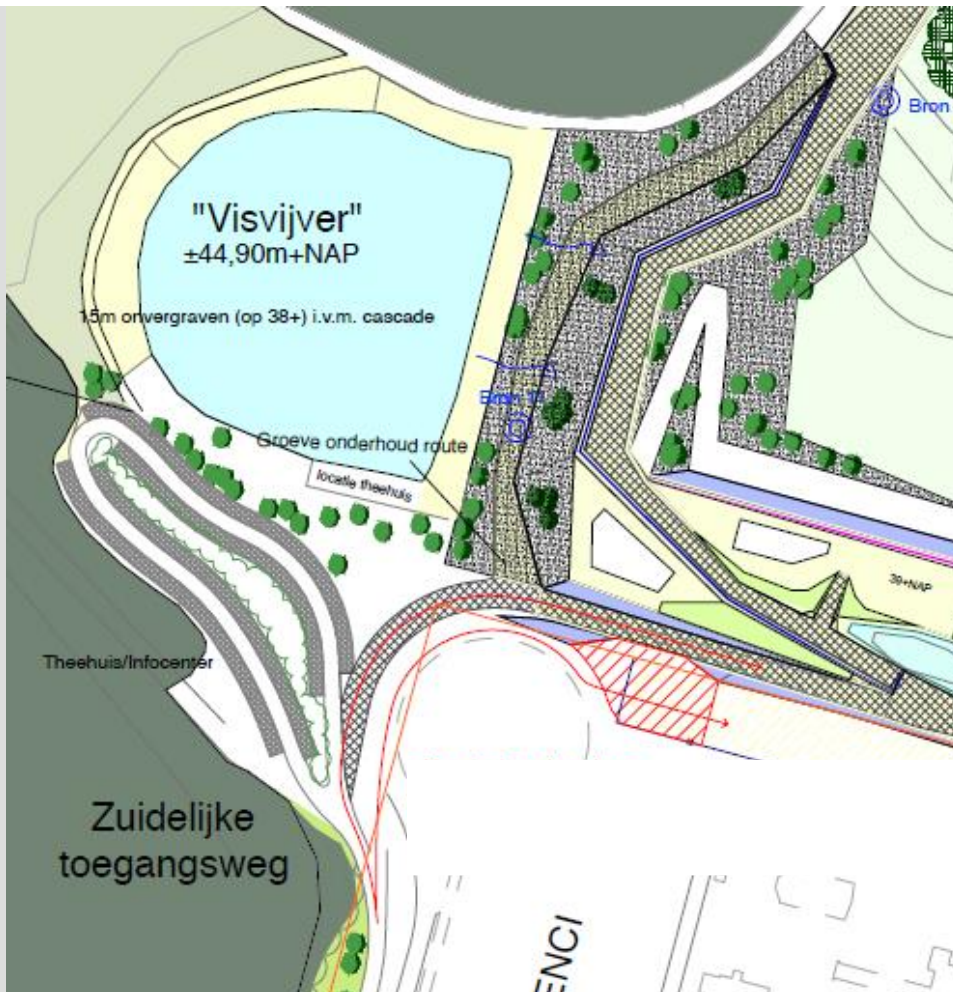 Bron
"Visvijver"
±44,90m+NAP
15m onvergraven (op 38+) i.v.m. cascade
Groeve onderhoud route
locatie theehuis
39+NAP
Theehuis/Infocenter
Zuidelijke
toegangsweg
ENCI